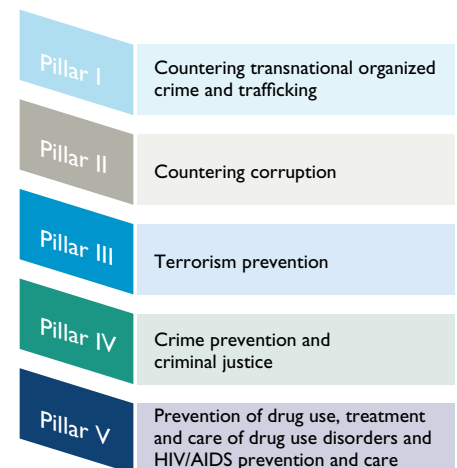 Pillar I
Countering transnational organized
crime and trafficking
Pillar II
Countering corruption
Pillar III
Terrorism prevention
Pillar IV
Crime prevention and
criminal justice
Pillar V
Prevention of drug use, treatment
and care of drug use disorders and
HIV/AIDS prevention and care